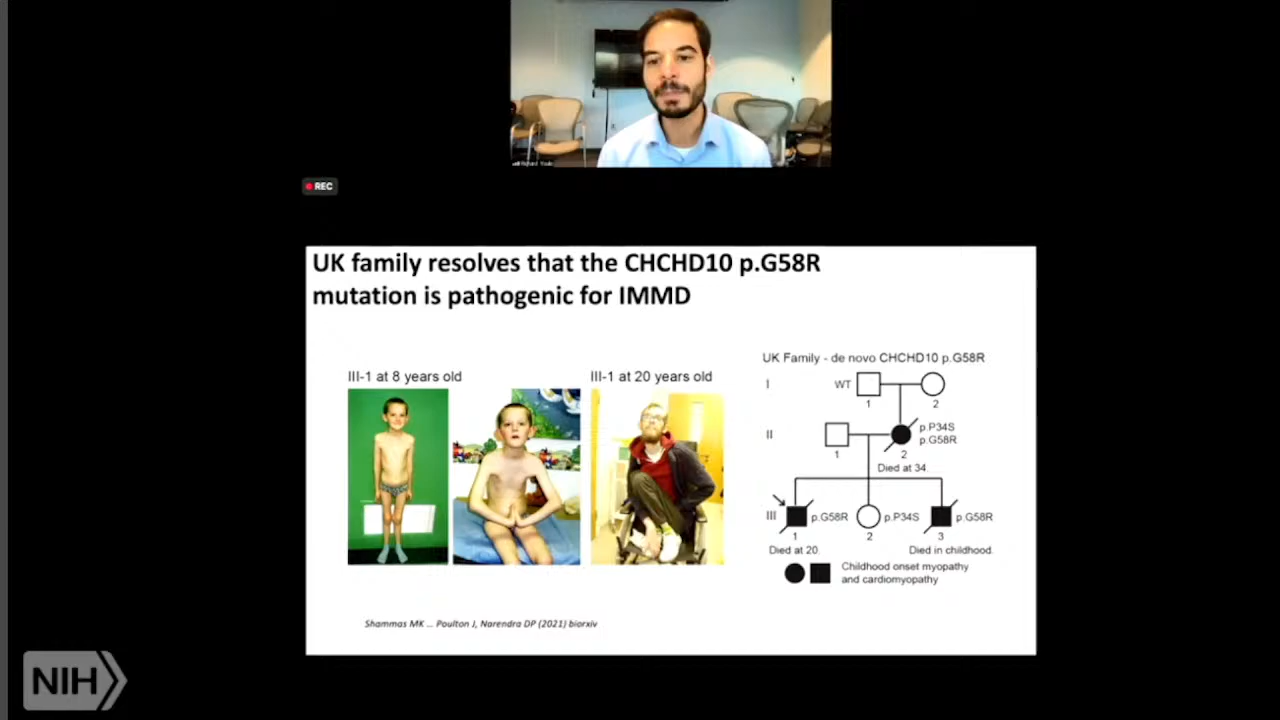 REC
UK family resolves that the CHCHD10 p.G58R
mutation is pathogenic for IMMD
III-1 at 8 years old
III-1 at 20 years old
UK Family - de novo CHCHD10 p.G58R
I
WT
1
2
II
p.P34S
p.G58R
1
2
Died at 34.
III
p.G58R
p.P34S
p.G58R
1
2
3
Died at 20.
Died in childhood.
Childhood onset myopathy
and cardiomyopathy
Shammas MK ... Poulton J, Narendra DP (2021) biorxiv
NIH